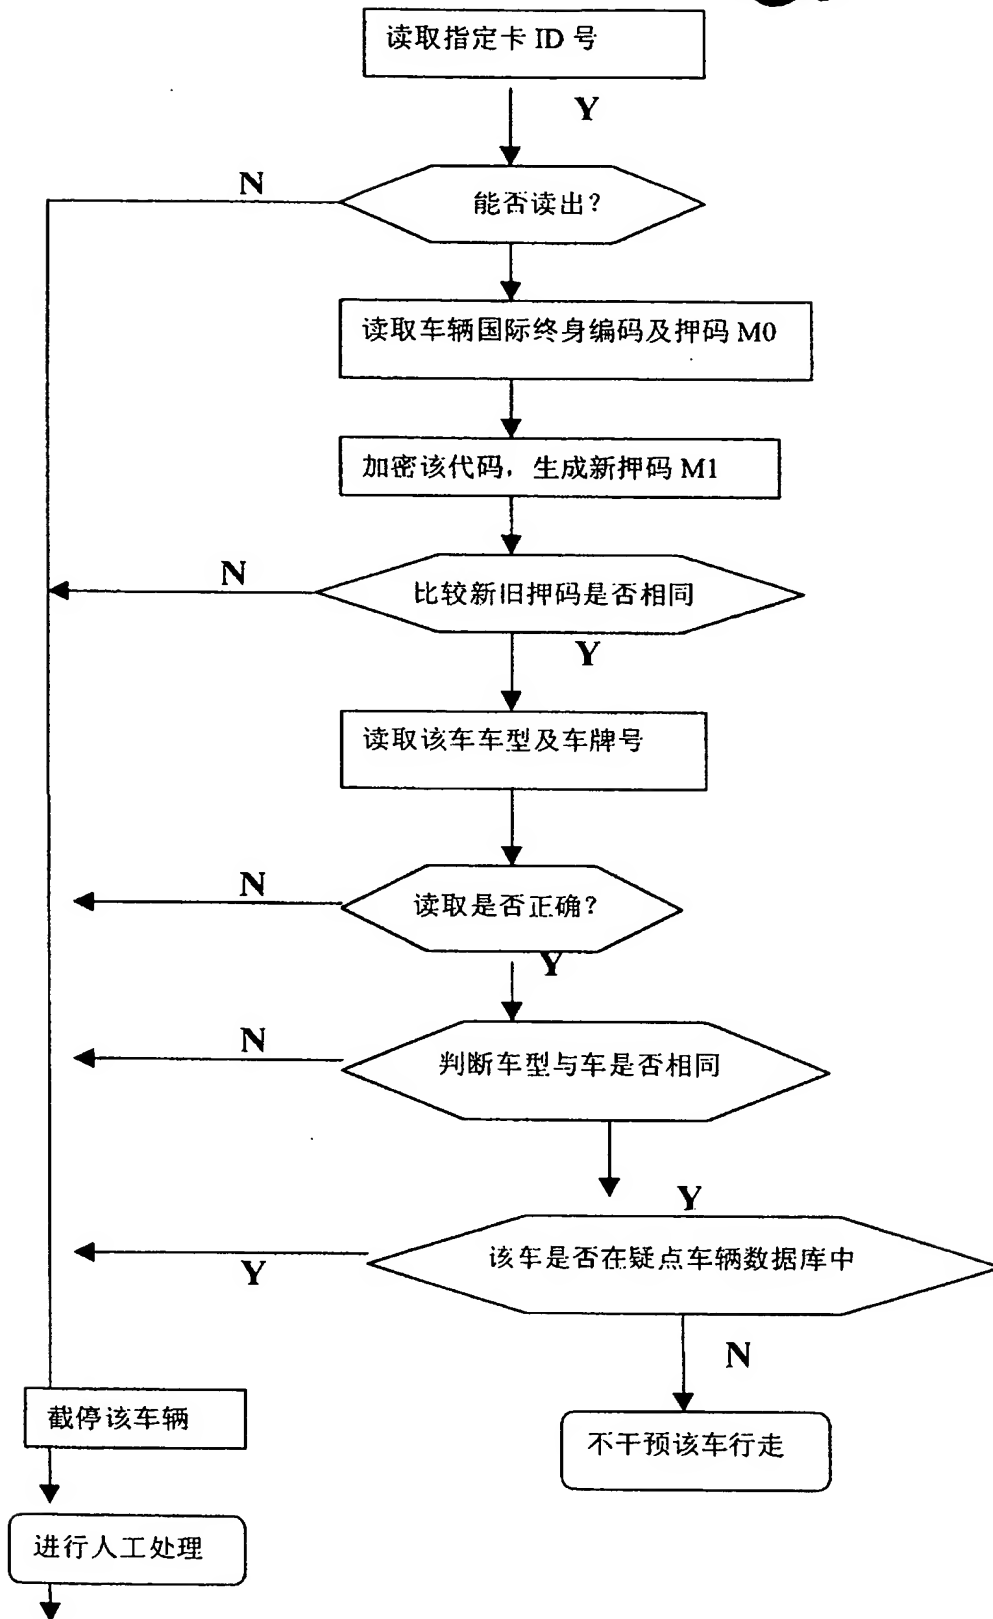 读取指定卡 ID 号
Y
N
能否读出？
读取车辆国际终身编码及押码 M0
加密该代码，生成新押码 M1
N
比较新旧押码是否相同
Y
读取该车车型及车牌号
N
读取是否正确？
Y
N
判断车型与车是否相同
Y
该车是否在疑点车辆数据库中
Y
N
截停该车辆
不干预该车行走
进行人工处理